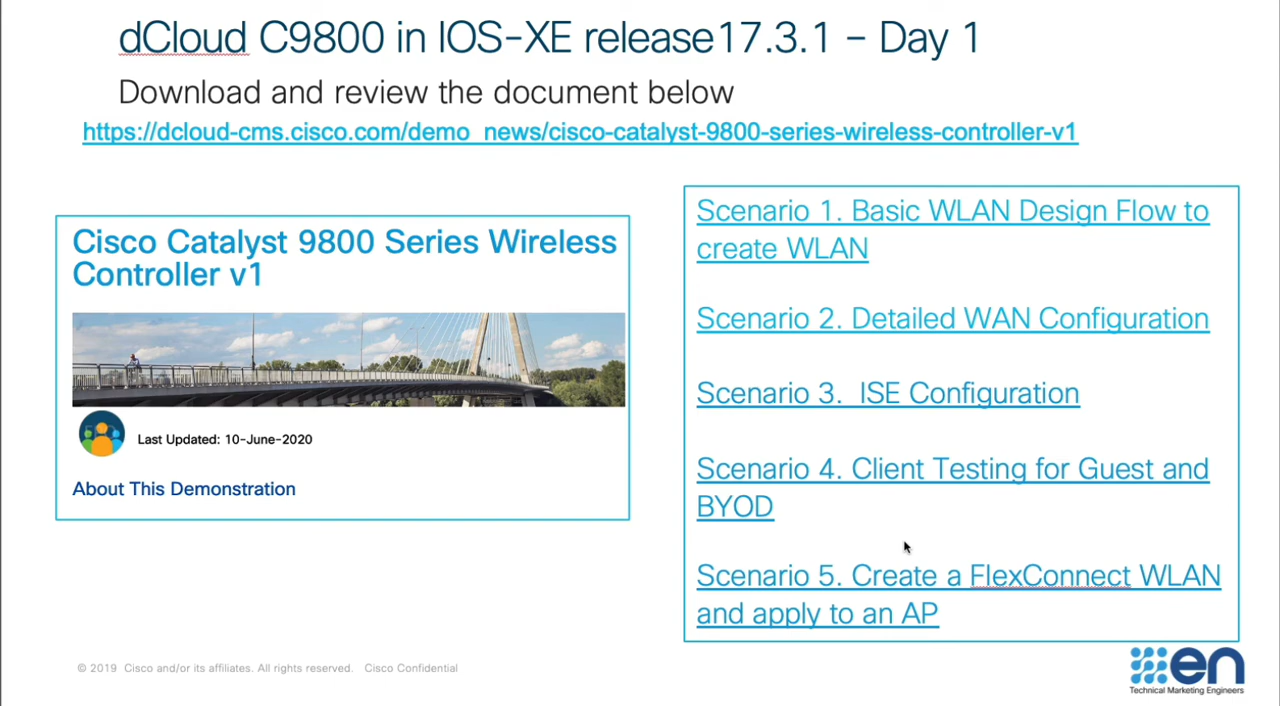 dCloud C9800 in IOS-XE release17.3.1 – Day 1
Download and review the document below
https://dcloud-cms.cisco.com/demo_news/cisco-catalyst-9800-series-wireless-controller-v1
Cisco Catalyst 9800 Series Wireless
Controller v1
Last Updated: 10-June-2020
About This Demonstration
Scenario 1. Basic WLAN Design Flow to
create WLAN
Scenario 2. Detailed WAN Configuration
Scenario 3.  ISE Configuration
Scenario 4. Client Testing for Guest and
BYOD
Scenario 5. Create a FlexConnect WLAN
and apply to an AP
© 2019  Cisco and/or its affiliates. All rights reserved.   Cisco Confidential
en
Technical Marketing Engineers